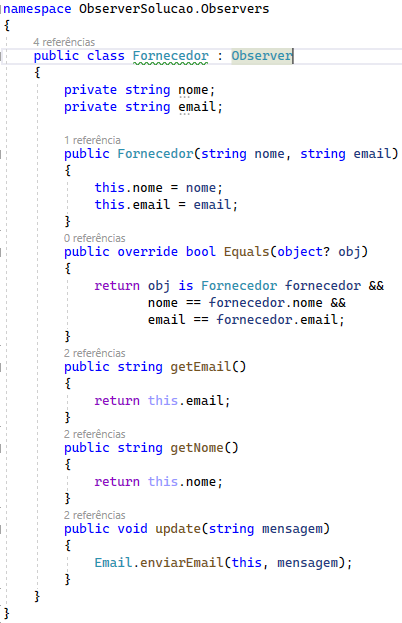 namespace ObserverSolucao.Observers
{
4 referências
public class Fornecedor : Observer
{
private string nome;
private string email;
1 referência
public Fornecedor(string nome, string email)
{
this.nome = nome;
this.email = email;
}
0 referências
public override bool Equals(object? obj)
{
return obj is Fornecedor fornecedor &&
nome == fornecedor.nome &&
email == fornecedor.email;
}
2 referências
public string getEmail()
{
return this.email;
}
2 referências
public string getNome()
{
return this.nome;
}
2 referências
public void update(string mensagem)
{
Email.enviarEmail(this, mensagem);
}
}
}